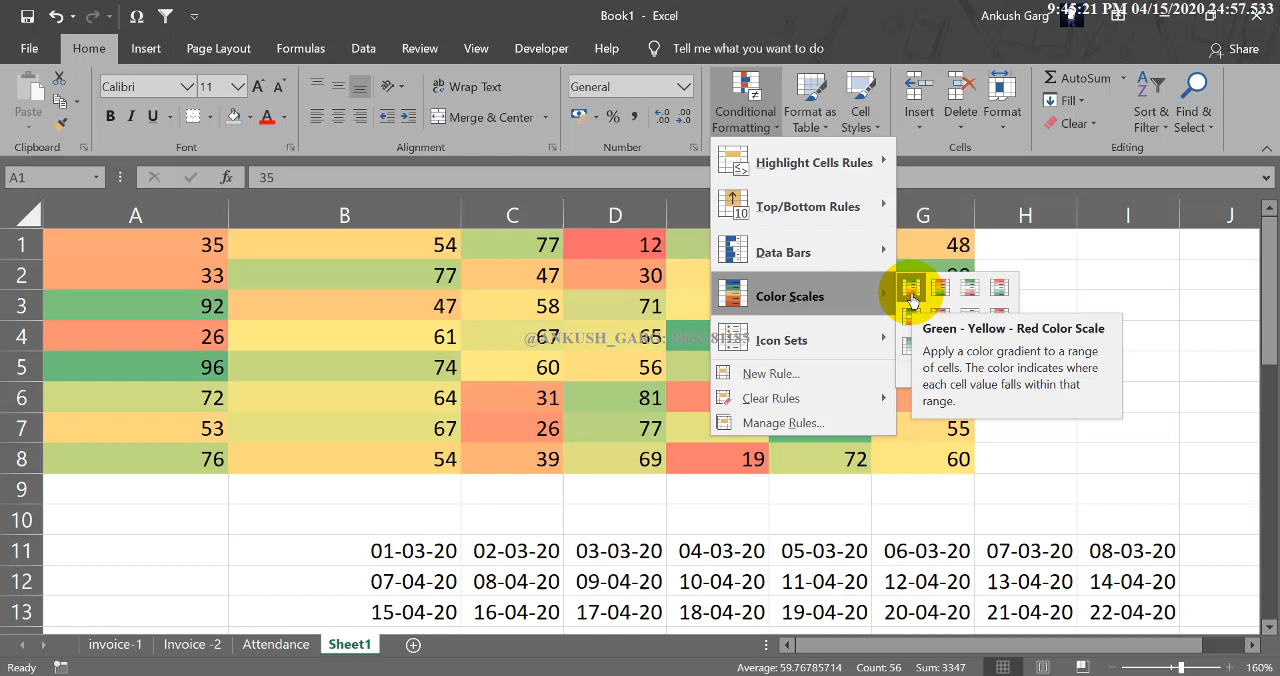 Book1 - Excel
Ankush Garg
9:45:21 PM 04/15/2020 24:57.533
File Home Insert Page Layout Formulas Data Review View Developer Help Tell me what you want to do Share
Calibri 11 Wrap Text General Conditional Formatting Format as Table Cell Styles Insert Delete Format AutoSum Sort & Filter Find & Select
Paste B I U Merge & Center % , Fill
Clear
Clipboard Font Alignment Number Cells Editing
A1 fx 35
Highlight Cells Rules
Top/Bottom Rules
Data Bars
Color Scales
Icon Sets
New Rule...
Clear Rules
Manage Rules...
Green - Yellow - Red Color Scale
Apply a color gradient to a range
of cells. The color indicates where
each cell value falls within that
range.
A B C D G H I J
1 35 54 77 12 48
2 33 77 47 30
3 92 47 58 71
4 26 61 67 65
5 96 74 60 56
6 72 64 31 81
7 53 67 26 77 55
8 76 54 39 69 19 72 60
9
10
11 01-03-20 02-03-20 03-03-20 04-03-20 05-03-20 06-03-20 07-03-20 08-03-20
12 07-04-20 08-04-20 09-04-20 10-04-20 11-04-20 12-04-20 13-04-20 14-04-20
13 15-04-20 16-04-20 17-04-20 18-04-20 19-04-20 20-04-20 21-04-20 22-04-20
invoice-1 Invoice -2 Attendance Sheet1
Ready Average: 59.76785714 Count: 56 Sum: 3347 160%